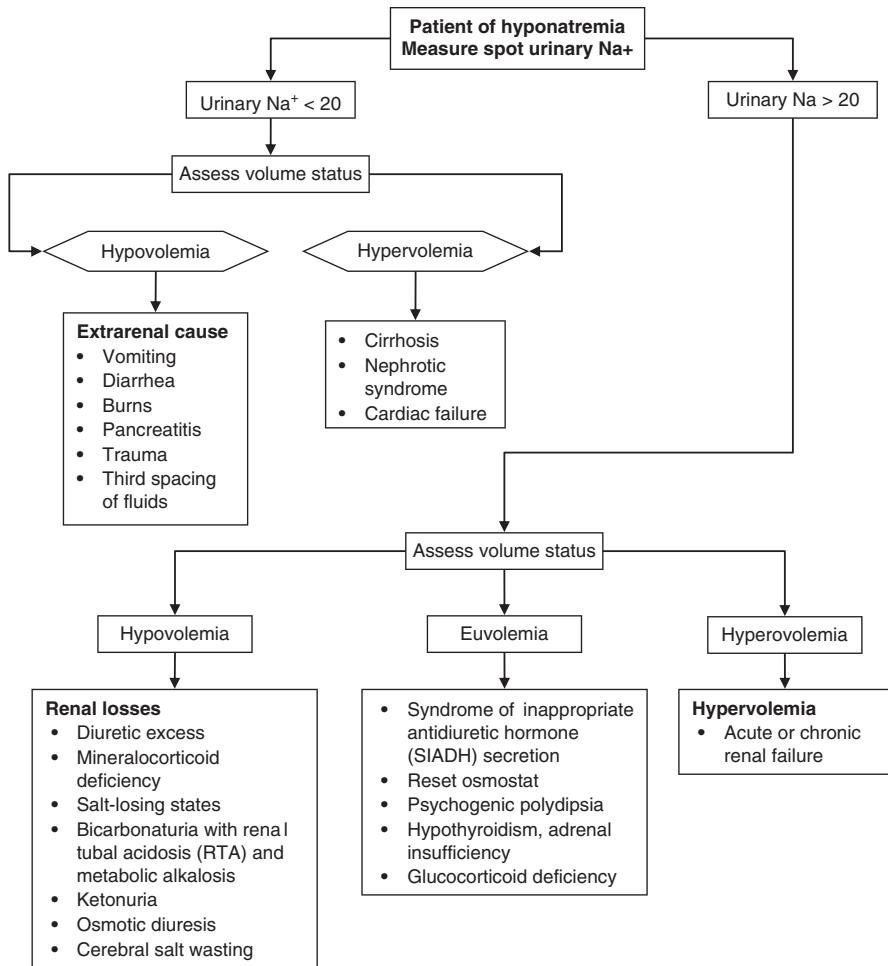 Patient of hyponatremia
Measure spot urinary Na+
Urinary Na+ < 20
Urinary Na > 20
Assess volume status
Hypovolemia
Hypervolemia
Extrarenal cause
• Vomiting
• Diarrhea
• Burns
• Pancreatitis
• Trauma
• Third spacing
of fluids
• Cirrhosis
• Nephrotic
syndrome
• Cardiac failure
Assess volume status
Hypovolemia
Euvolemia
Hyperovolemia
Renal losses
• Diuretic excess
• Mineralocorticoid
deficiency
• Salt-losing states
• Bicarbonaturia with renal
tubal acidosis (RTA) and
metabolic alkalosis
• Ketonuria
• Osmotic diuresis
• Cerebral salt wasting
• Syndrome of inappropriate
antidiuretic hormone
(SIADH) secretion
• Reset osmostat
• Psychogenic polydipsia
• Hypothyroidism, adrenal
insufficiency
• Glucocorticoid deficiency
Hypervolemia
• Acute or chronic
renal failure